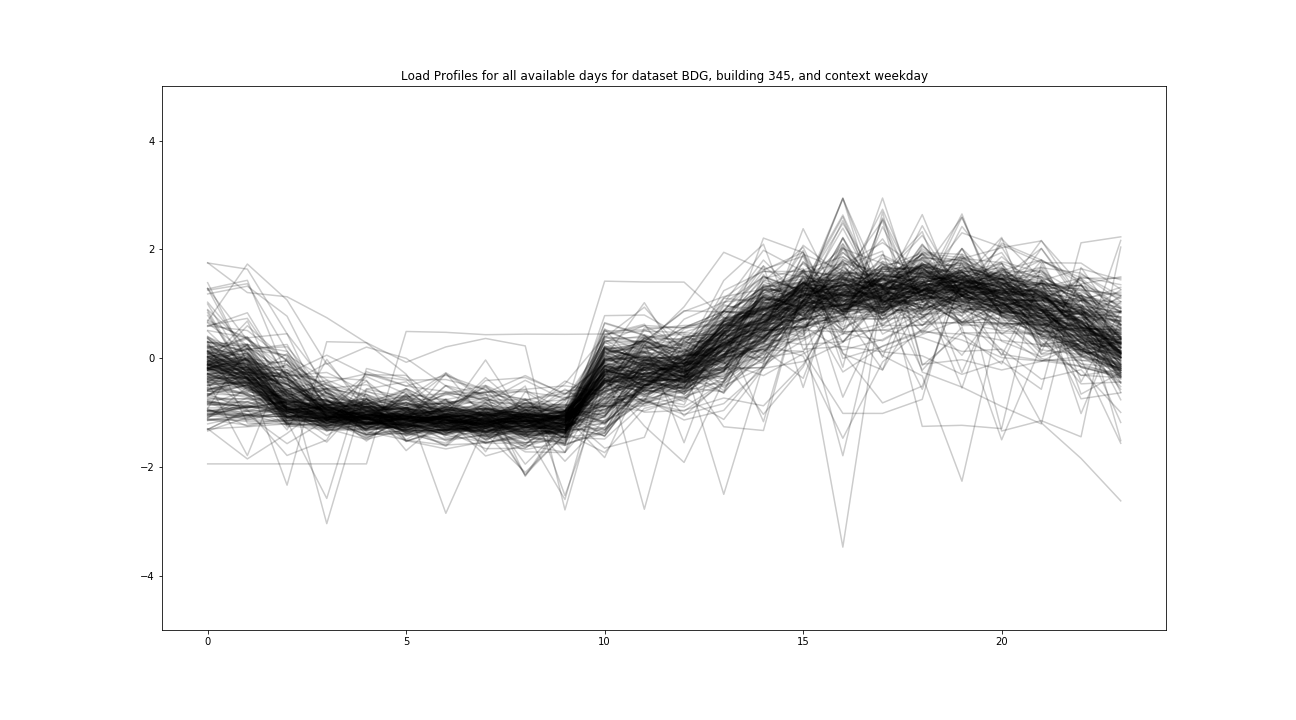 Load Profiles for all available days for dataset BDG, building 345, and context weekday
4
2
0
−2
−4
0 5 10 15 20